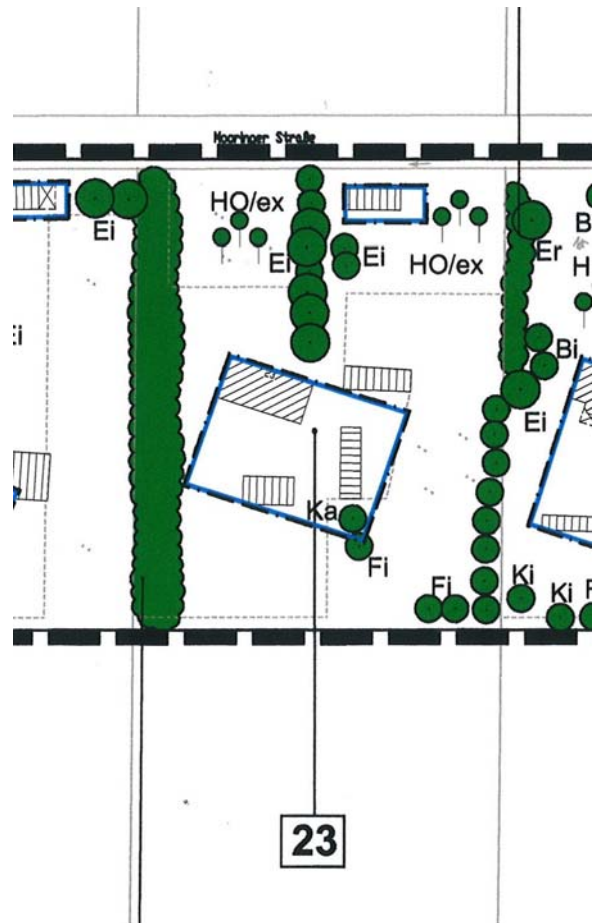 Mooringer Straße
HO/ex
Ei
Ei
Ei
HO/ex
Er
B
H
Ei
Bi
Ei
Ka
Fi
Fi
Ki
Ki
F
23